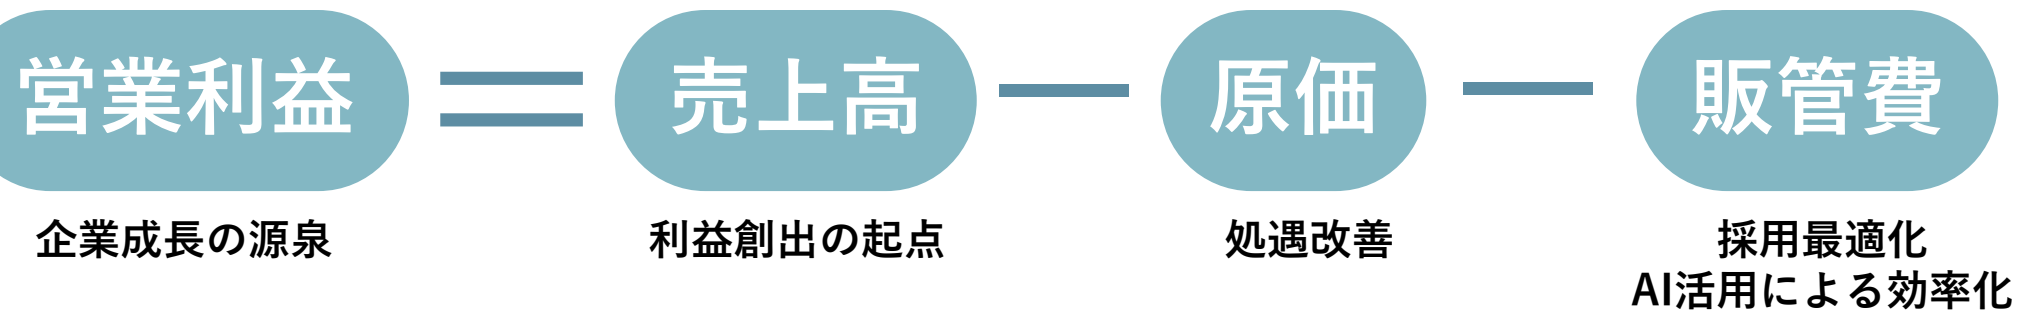 営業利益 = 売上高 - 原価 - 販管費
企業成長の源泉
利益創出の起点
処遇改善
採用最適化
AI活用による効率化